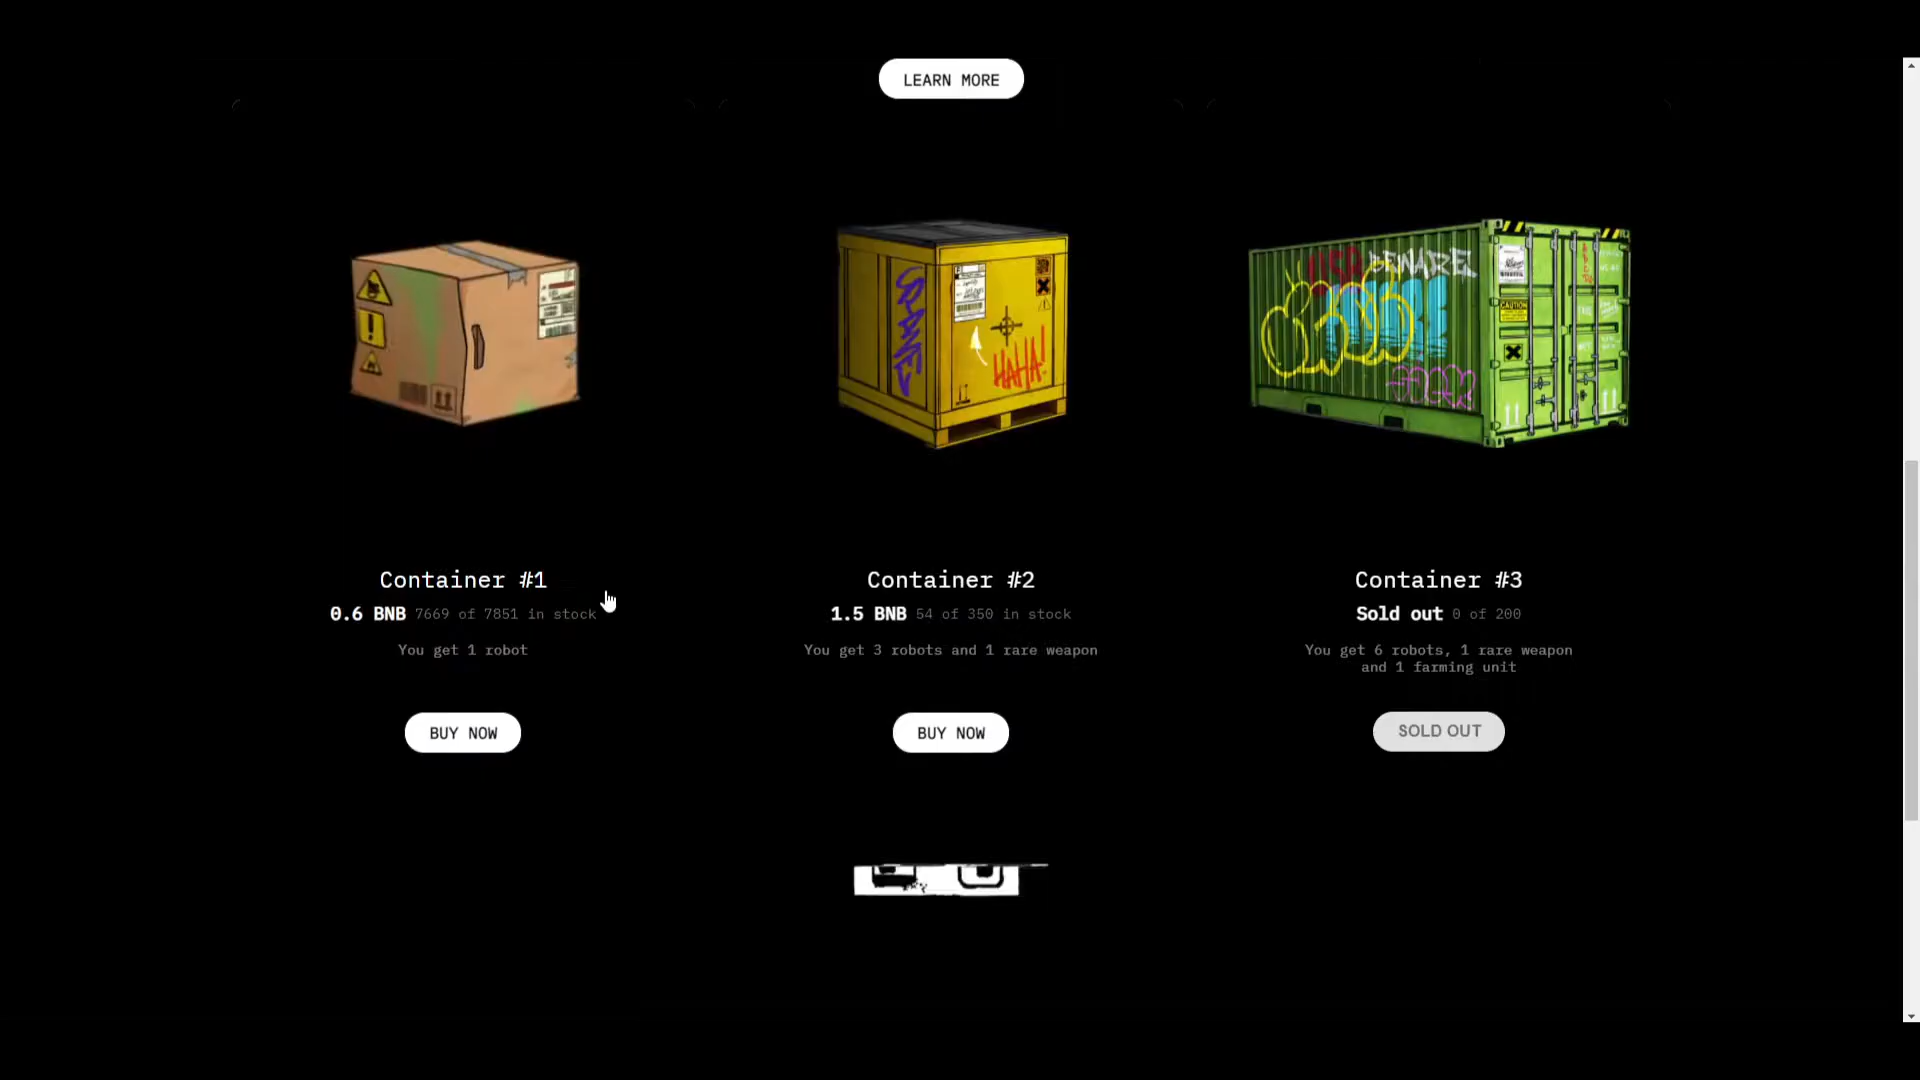 LEARN MORE
HAHA!
BEWARE
CAUTION
Container #1
0.6 BNB 7669 of 7851 in stock
You get 1 robot
BUY NOW
Container #2
1.5 BNB 54 of 350 in stock
You get 3 robots and 1 rare weapon
BUY NOW
Container #3
Sold out 0 of 200
You get 6 robots, 1 rare weapon
and 1 farming unit
SOLD OUT